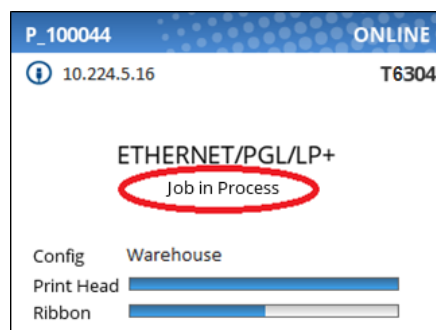 P_100044 ONLINE
10.224.5.16 T6304
ETHERNET/PGL/LP+
Job in Process
Config Warehouse
Print Head
Ribbon